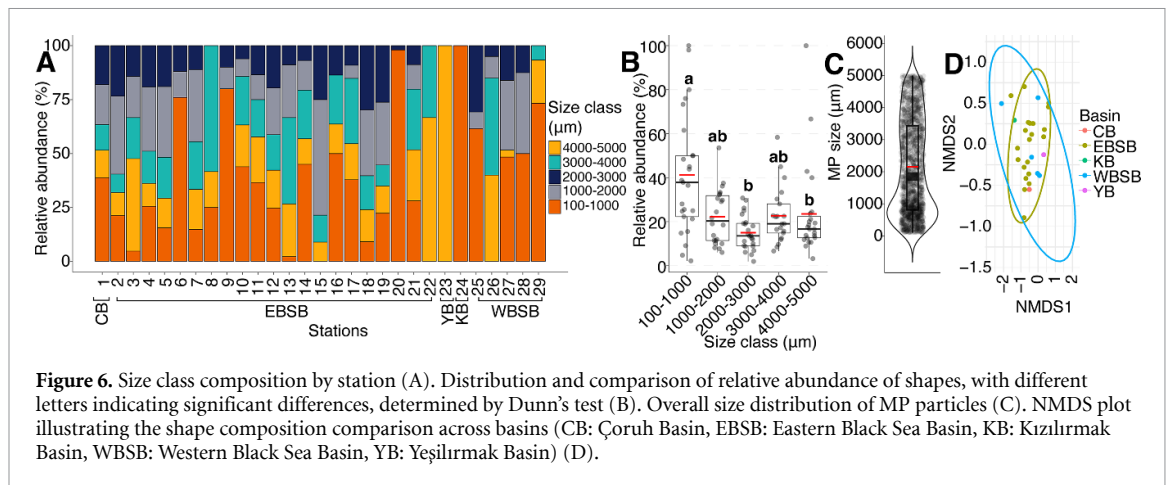 A
Relative abundance (%)
100
75
50
25
0
1 2 3 4 5 6 7 8 9 10 11 12 13 14 15 16 17 18 19 20 21 22 23 24 25 26 27 28 29
CB EBSB YB KB WBSB
Stations
Size class
(μm)
4000-5000
3000-4000
2000-3000
1000-2000
100-1000
B
Relative abundance (%)
100
80
60
40
20
0
a ab b ab b
100-1000 1000-2000 2000-3000 3000-4000 4000-5000
Size class (μm)
C
MP size (μm)
6000
5000
4000
3000
2000
1000
0
D
NMDS2
1.0
0.5
0.0
−0.5
−1.0
−1.5
−2 −1 0 1 2
NMDS1
Basin
CB
EBSB
KB
WBSB
YB
Figure 6. Size class composition by station (A). Distribution and comparison of relative abundance of shapes, with different
letters indicating significant differences, determined by Dunn’s test (B). Overall size distribution of MP particles (C). NMDS plot
illustrating the shape composition comparison across basins (CB: Çoruh Basin, EBSB: Eastern Black Sea Basin, KB: Kızılırmak
Basin, WBSB: Western Black Sea Basin, YB: Yeşilırmak Basin) (D).